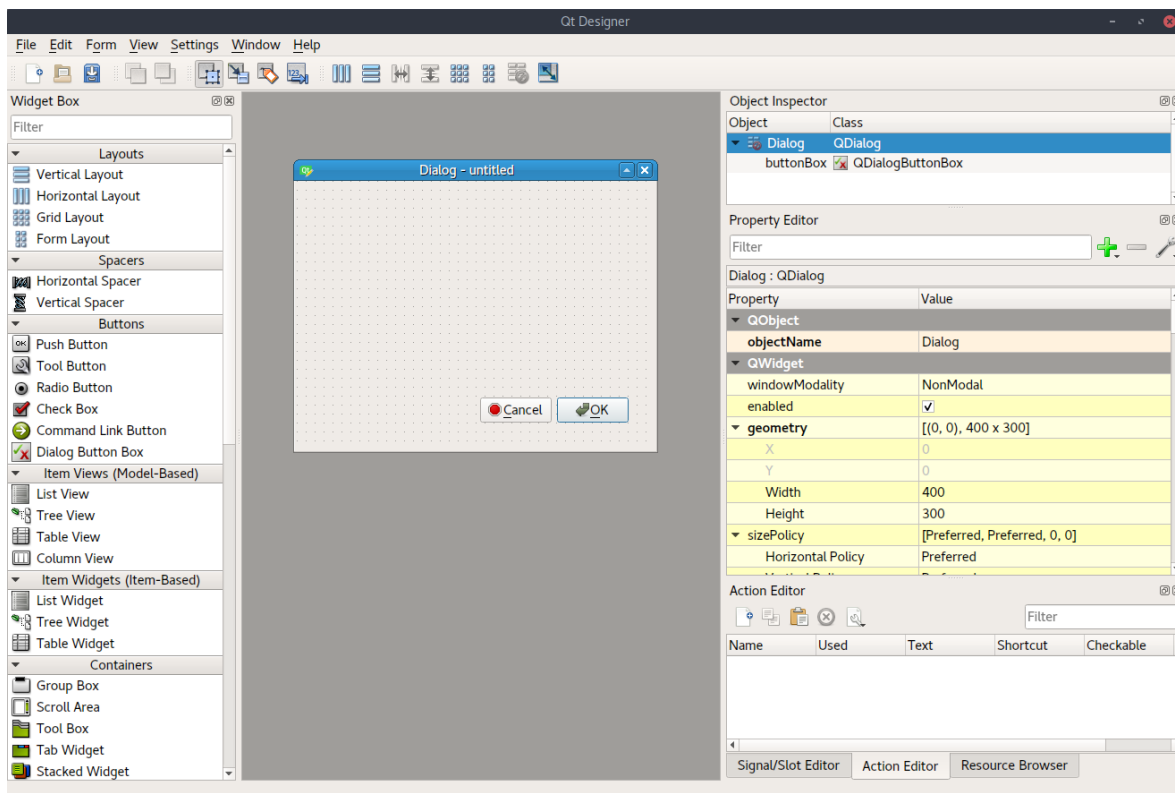 Qt Designer
File Edit Form View Settings Window Help
Widget Box
Filter
Layouts
Vertical Layout
Horizontal Layout
Grid Layout
Form Layout
Spacers
Horizontal Spacer
Vertical Spacer
Buttons
Push Button
Tool Button
Radio Button
Check Box
Command Link Button
Dialog Button Box
Item Views (Model-Based)
List View
Tree View
Table View
Column View
Item Widgets (Item-Based)
List Widget
Tree Widget
Table Widget
Containers
Group Box
Scroll Area
Tool Box
Tab Widget
Stacked Widget
Dialog - untitled
Cancel OK
Object Inspector
Object Class
Dialog QDialog
buttonBox QDialogButtonBox
Property Editor
Filter
Dialog : QDialog
Property Value
QObject
objectName Dialog
QWidget
windowModality NonModal
enabled
geometry [(0, 0), 400 x 300]
X 0
Y 0
Width 400
Height 300
sizePolicy [Preferred, Preferred, 0, 0]
Horizontal Policy Preferred
Action Editor
Filter
Name Used Text Shortcut Checkable
Signal/Slot Editor Action Editor Resource Browser